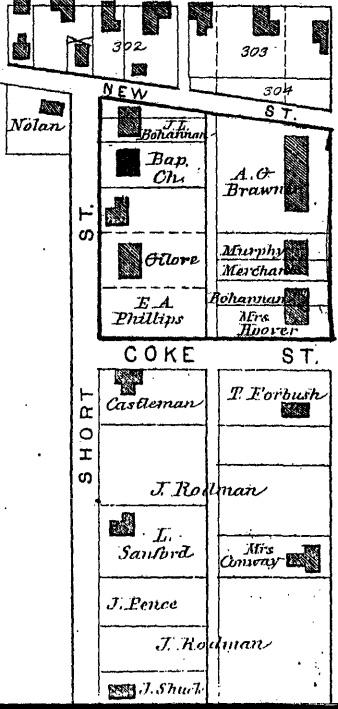 302
303
304
NEW ST.
Nolan
J.L.
Bohannan
Bap.
Ch.
A. G
Brawner
ST.
Murphy
Gilore
Merchant
E A
Phillips
Bohannan
Mrs
Hoover
COKE ST.
Castleman
T. Forbush
SHORT
J. Rodman
L.
Sanford
Mrs
Conway
J. Pence
J. Rodman
J. Shuck